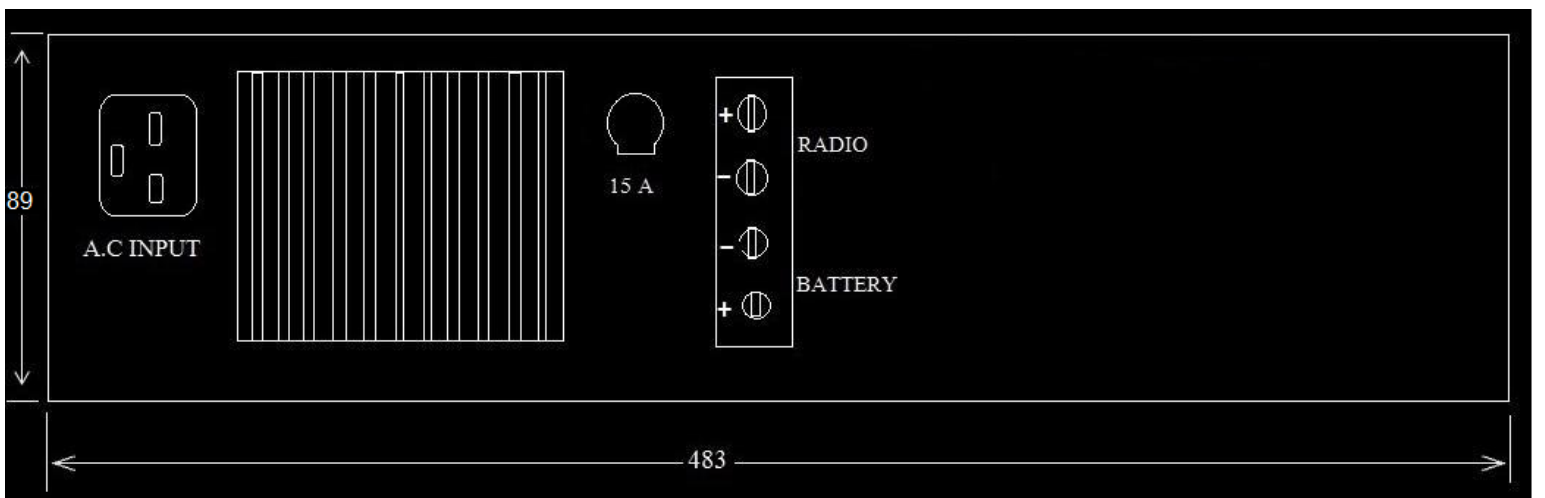 89
A.C INPUT
15 A
+
-
RADIO
-
+
BATTERY
483